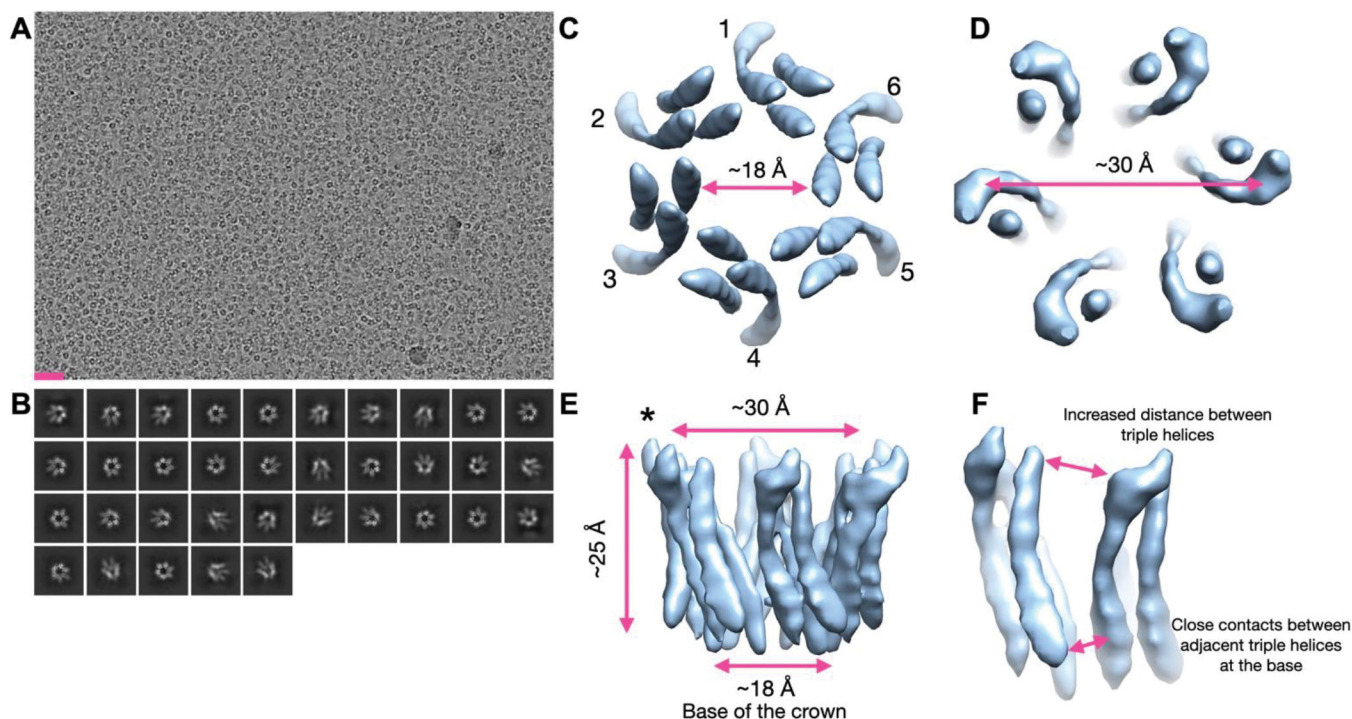 A
B
C
1
2
3
4
5
6
~18 Å
D
~30 Å
E
*
~30 Å
~25 Å
~18 Å
Base of the crown
F
Increased distance between
triple helices
Close contacts between
adjacent triple helices
at the base